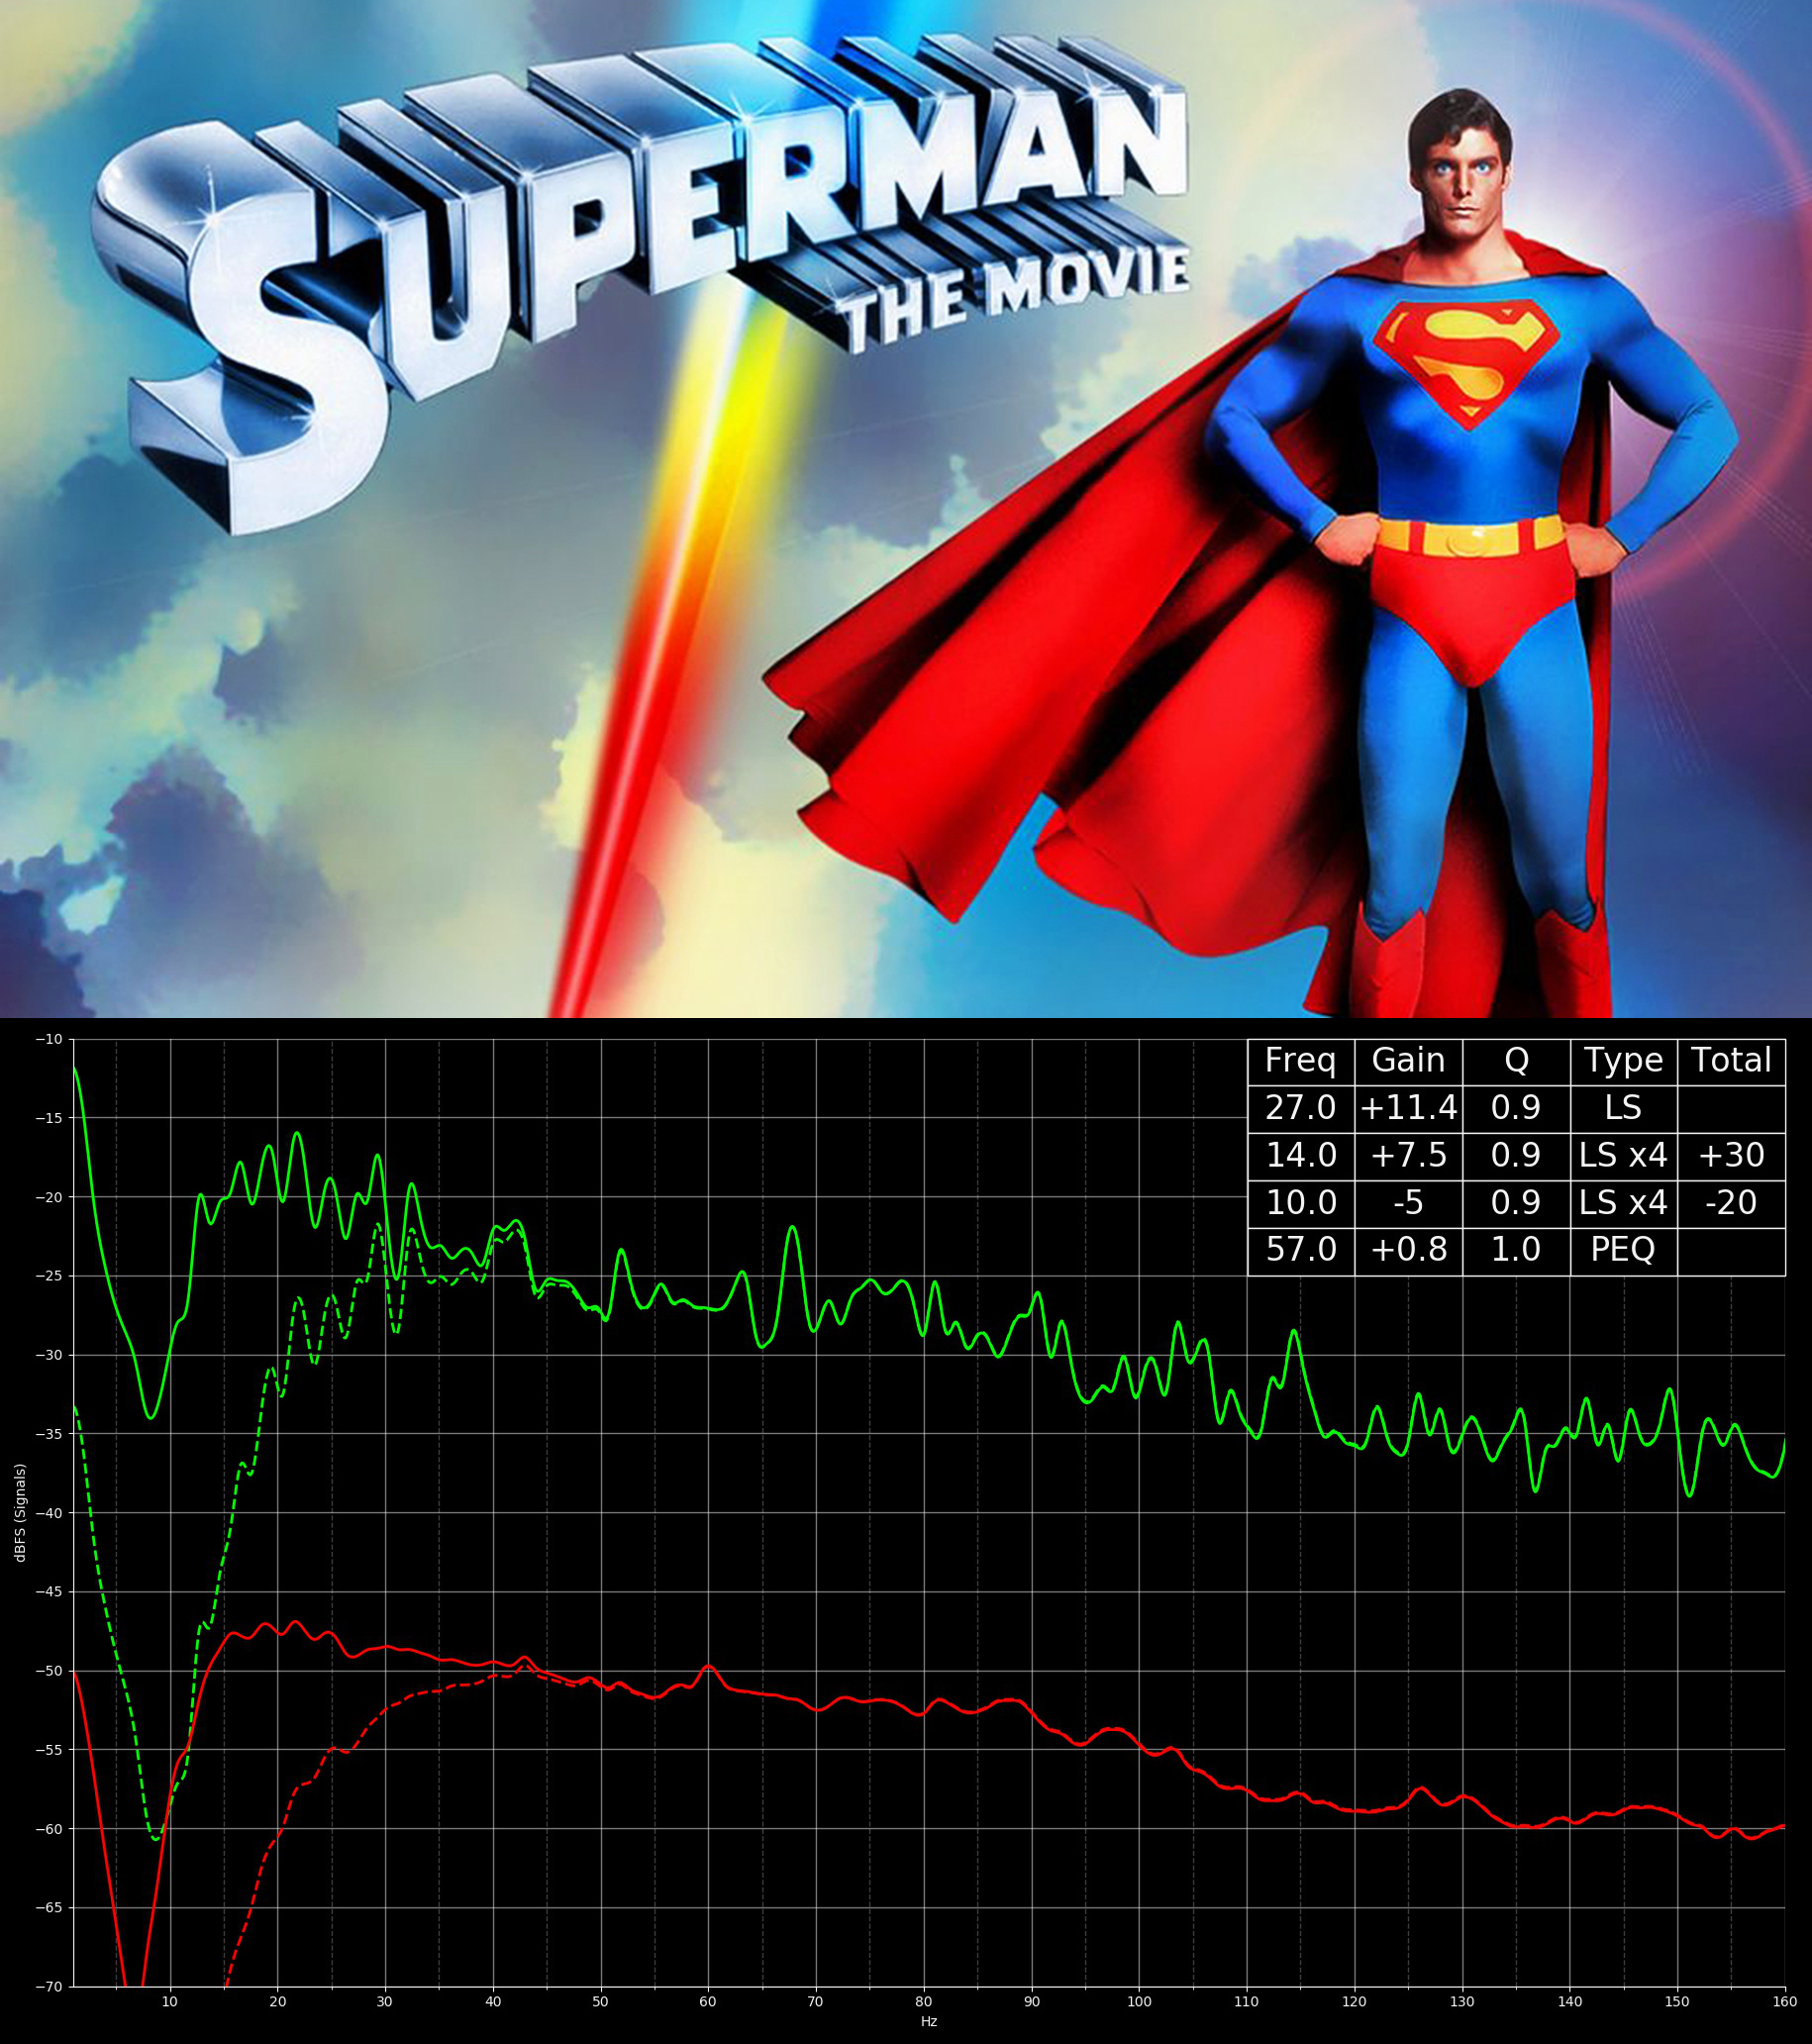 SUPERMAN
THE MOVIE
Freq Gain Q Type Total
27.0 +11.4 0.9 LS
14.0 +7.5 0.9 LS x4 +30
10.0 -5 0.9 LS x4 -20
57.0 +0.8 1.0 PEQ
−10
−15
−20
−25
−30
−35
−40
−45
−50
−55
−60
−65
−70
dBFS (Signals)
10 20 30 40 50 60 70 80 90 100 110 120 130 140 150 160
Hz